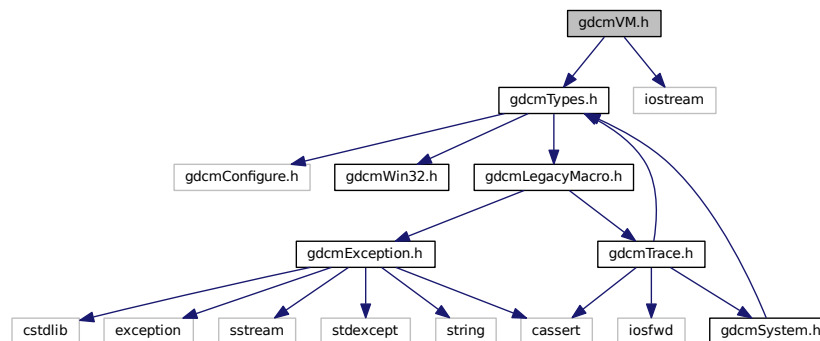 gdcmVM.h
gdcmTypes.h
iostream
gdcmConfigure.h
gdcmWin32.h
gdcmLegacyMacro.h
gdcmException.h
gdcmTrace.h
cstdlib
exception
sstream
stdexcept
string
cassert
iosfwd
gdcmSystem.h